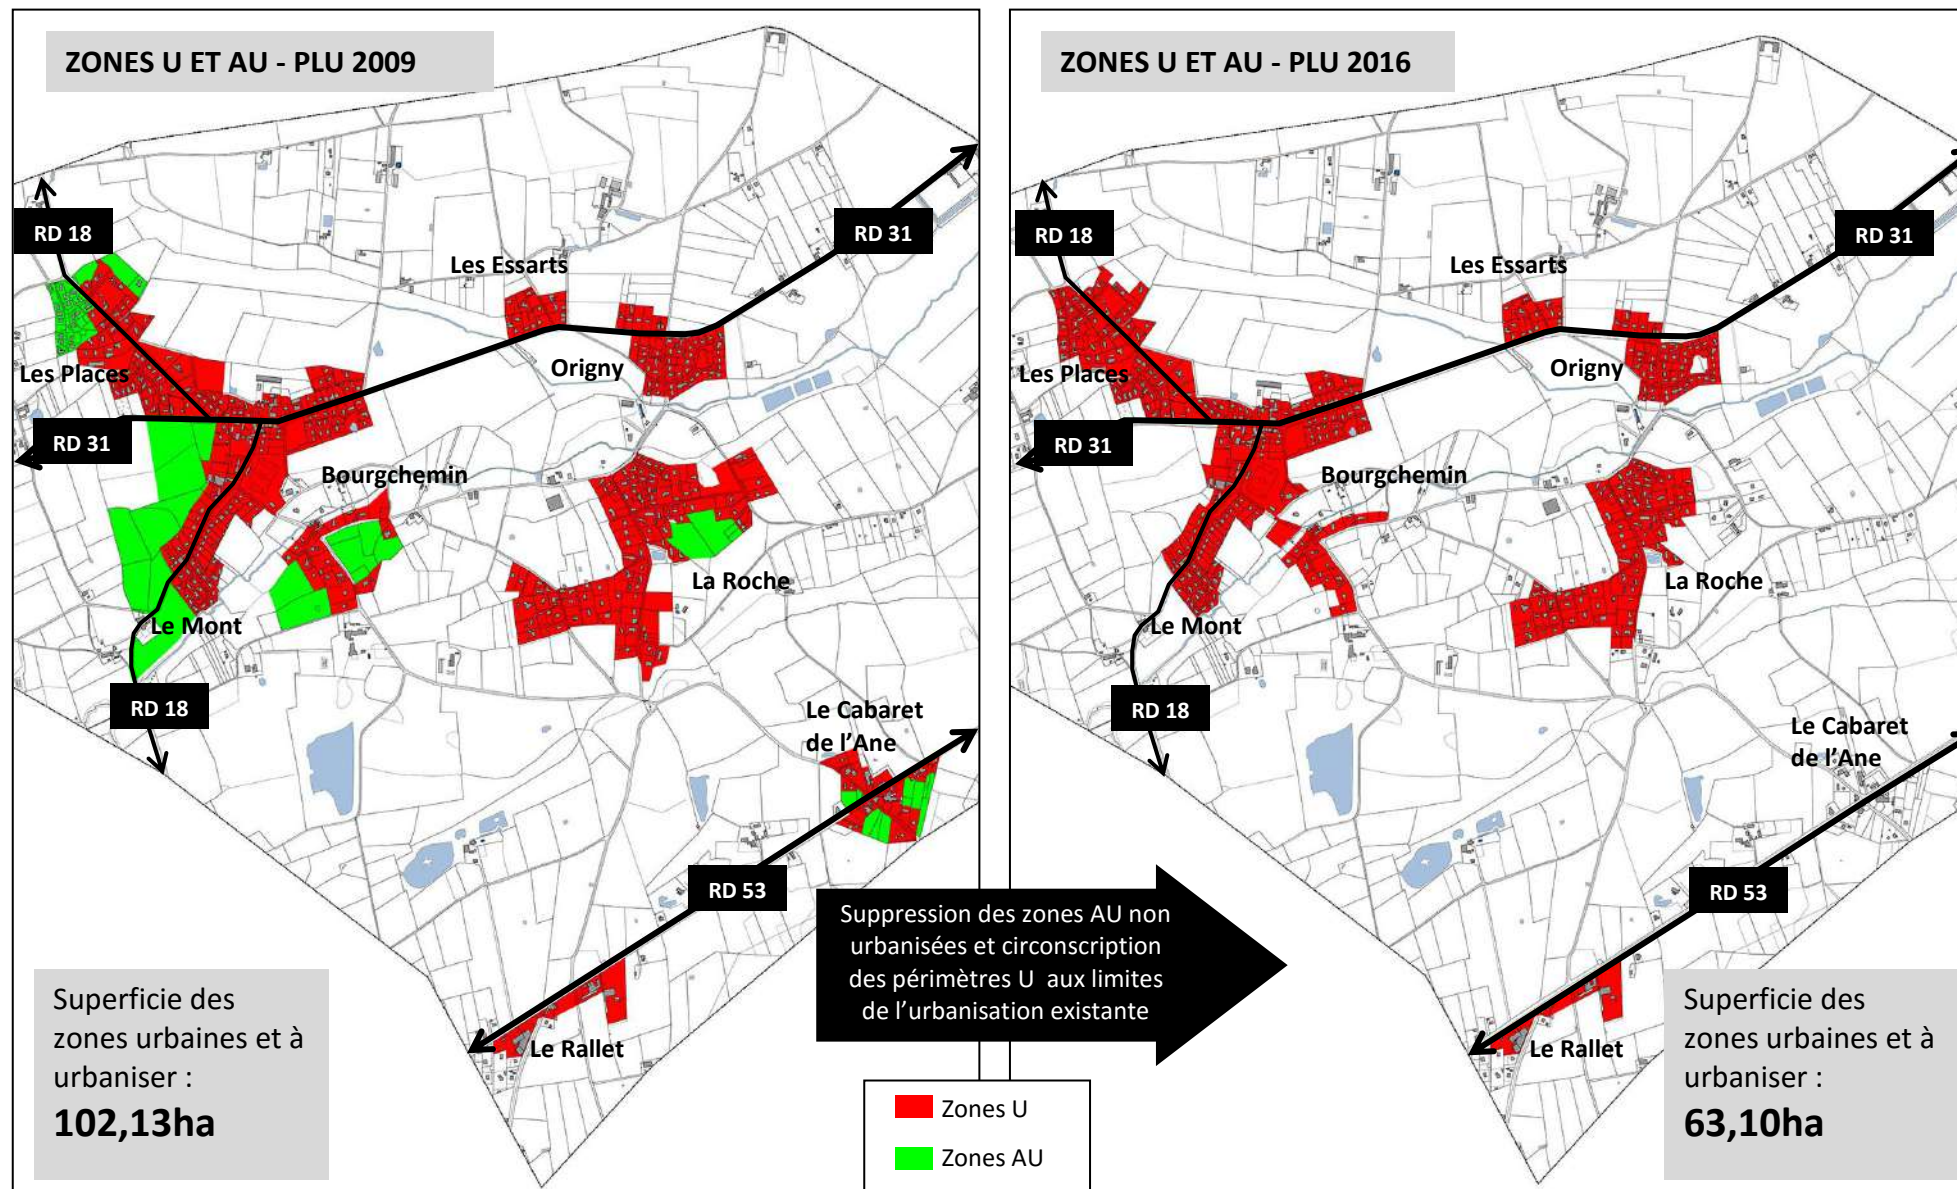 ZONES U ET AU - PLU 2009
RD 18
RD 31
Les Essarts
Origny
Les Places
RD 31
Bourgchemin
La Roche
Le Mont
RD 18
Le Cabaret
de l’Ane
RD 53
Le Rallet
Superficie des
zones urbaines et à
urbaniser :
102,13ha
Suppression des zones AU non
urbanisées et circonscription
des périmètres U aux limites
de l’urbanisation existante
Zones U
Zones AU
ZONES U ET AU - PLU 2016
RD 18
RD 31
Les Essarts
Origny
Les Places
RD 31
Bourgchemin
La Roche
Le Mont
RD 18
Le Cabaret
de l’Ane
RD 53
Le Rallet
Superficie des
zones urbaines et à
urbaniser :
63,10ha